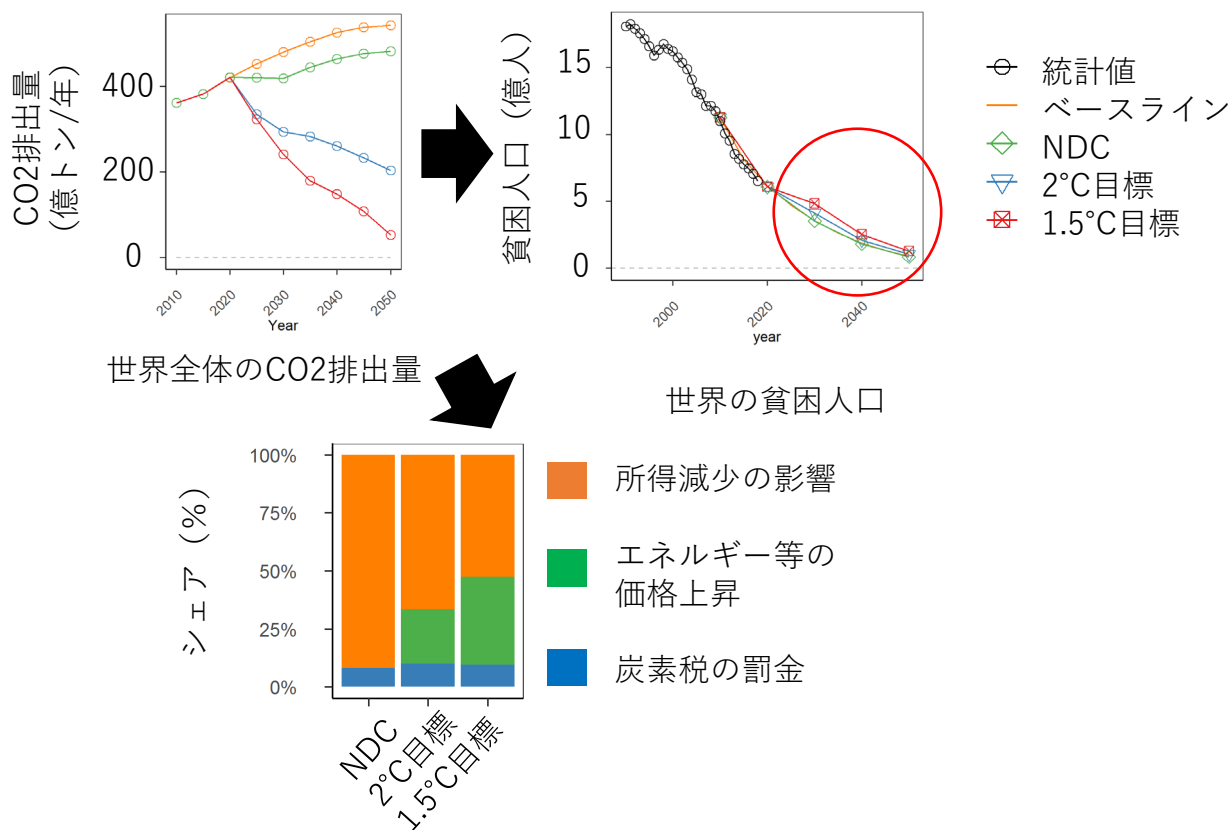 CO2排出量
(億トン/年)
400
200
0
2010
2020
2030
2040
2050
Year
世界全体のCO2排出量
貧困人口（億人）
15
10
5
0
2000
2020
2040
year
世界の貧困人口
統計値
ベースライン
NDC
2℃目標
1.5℃目標
シェア（%）
100%
75%
50%
25%
0%
NDC
2℃目標
1.5℃目標
所得減少の影響
エネルギー等の
価格上昇
炭素税の罰金